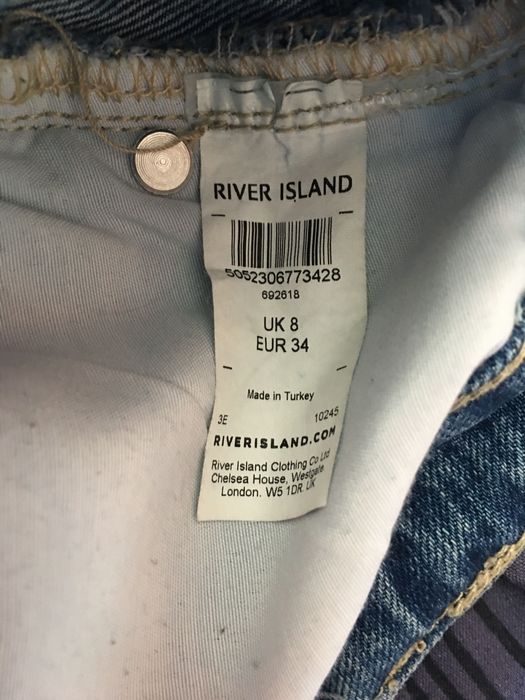 RIVER ISLAND
5052306773428
692618
UK 8
EUR 34
Made in Turkey
3E 10245
RIVERISLAND.COM
River Island Clothing Co Ltd
Chelsea House, Westgate
London. W5 1DR. UK